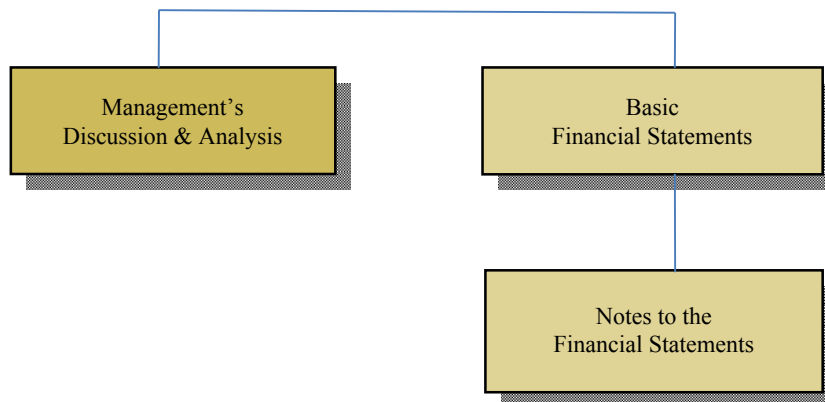 Management’s
Discussion & Analysis
Basic
Financial Statements
Notes to the
Financial Statements